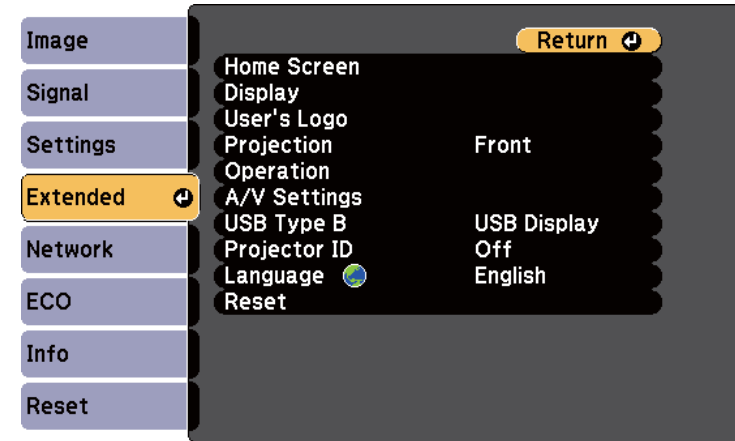 Image
Signal
Settings
Extended
Network
ECO
Info
Reset
Return
Home Screen
Display
User's Logo
Projection Front
Operation
A/V Settings
USB Type B USB Display
Projector ID Off
Language English
Reset